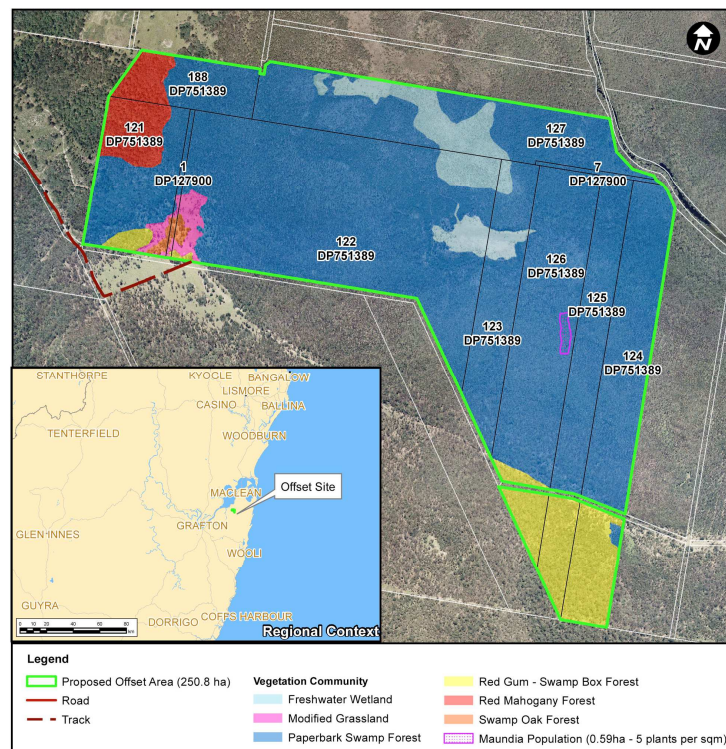 N
188
DP751389
121
DP751389
1
DP127900
127
DP751389
7
DP127900
122
DP751389
126
DP751389
125
DP751389
123
DP751389
124
DP751389
STANTHORPE
KYOGLE
BANGALOW
LISMORE
CASINO
BALLINA
TENTERFIELD
WOODBURN
MACLEAN
Offset Site
GRAFTON
GLEN INNES
WOOLI
GUYRA
DORRIGO
COFFS HARBOUR
0 10 20 40 60 80
km
Regional Context
Legend
Proposed Offset Area (250.8 ha)
Road
Track
Vegetation Community
Freshwater Wetland
Modified Grassland
Paperbark Swamp Forest
Red Gum - Swamp Box Forest
Red Mahogany Forest
Swamp Oak Forest
Maundia Population (0.59ha - 5 plants per sqm)